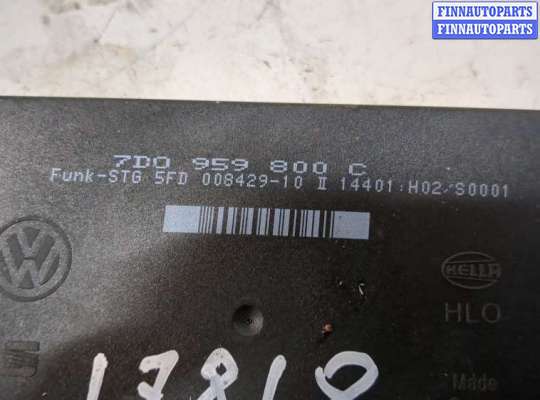 FINNAUTOPARTS
FINNAUTOPARTS
7D0 959 800 C
Funk-STG 5FD 008429-10 II 14401:H02/S0001
HELLA
HLO
Made